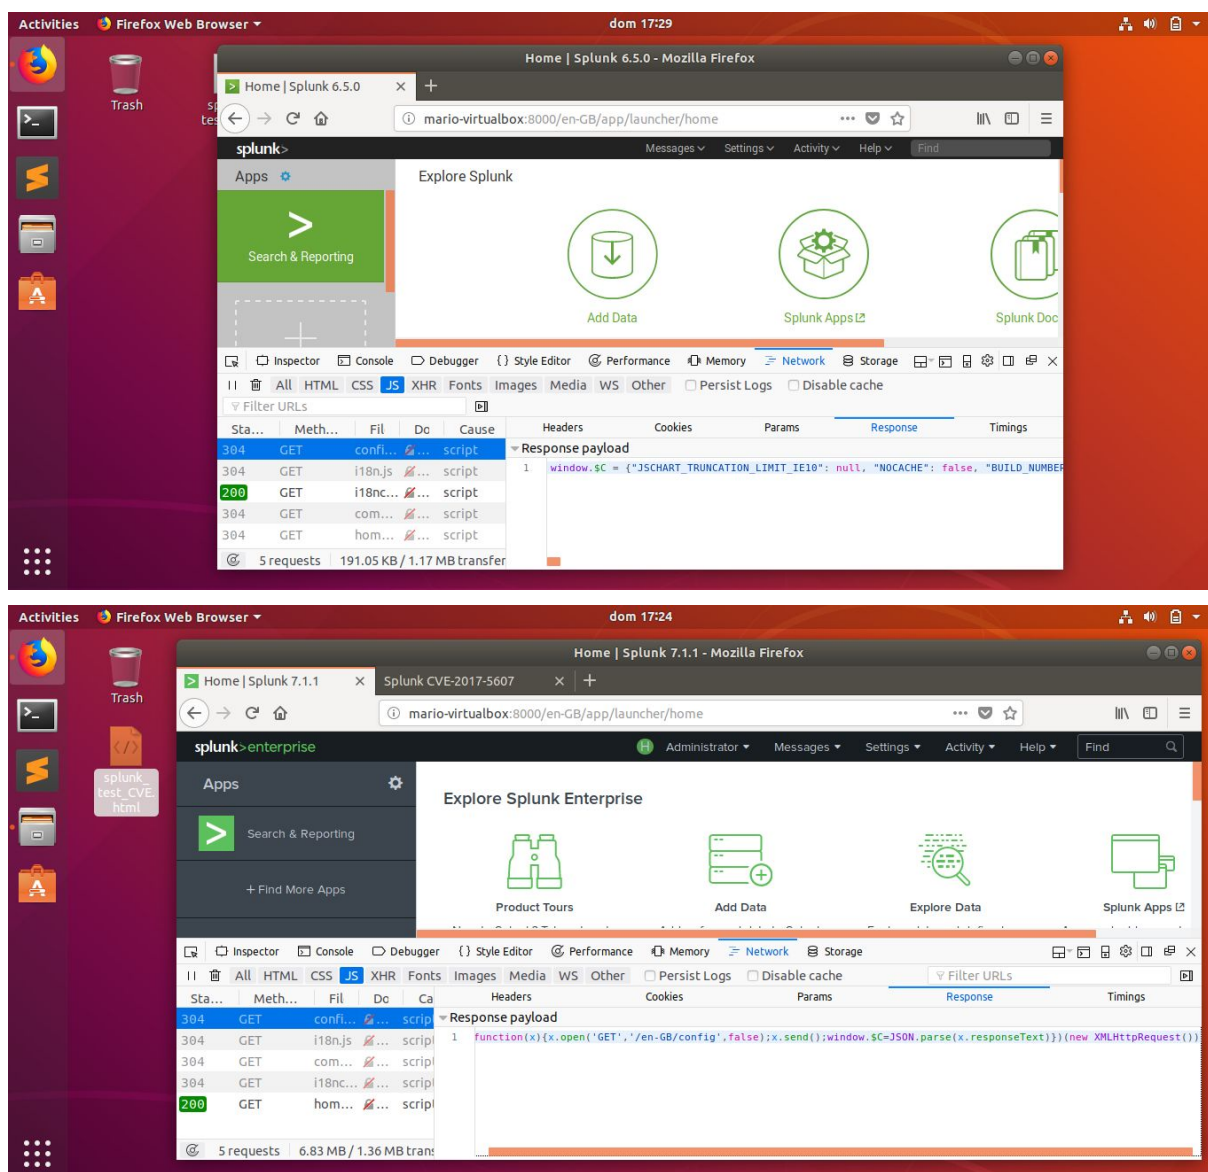 Activities Firefox Web Browser dom 17:29
Home | Splunk 6.5.0 - Mozilla Firefox
Trash
Home | Splunk 6.5.0
mario-virtualbox:8000/en-GB/app/launcher/home
splunk> Messages Settings Activity Help Find
Apps Explore Splunk
Search & Reporting
Add Data Splunk Apps Splunk Doc
Inspector Console Debugger {} Style Editor Performance Memory Network Storage
All HTML CSS JS XHR Fonts Images Media WS Other Persist Logs Disable cache
Filter URLs
Sta... Meth... Fil Do Cause Headers Cookies Params Response Timings
304 GET confi... ... script Response payload
304 GET i18n.js ... script 1 window.$C = {"JSCHART_TRUNCATION_LIMIT_IE10": null, "NOCACHE": false, "BUILD_NUMBER
200 GET i18nc... ... script
304 GET com... ... script
304 GET hom... ... script
5 requests 191.05 KB / 1.17 MB transfer
Activities Firefox Web Browser dom 17:24
Home | Splunk 7.1.1 - Mozilla Firefox
Home | Splunk 7.1.1 Splunk CVE-2017-5607
Trash
mario-virtualbox:8000/en-GB/app/launcher/home
splunk>enterprise H Administrator Messages Settings Activity Help Find
splunk_
test_CVE.
html
Apps
Explore Splunk Enterprise
Search & Reporting
+ Find More Apps
Product Tours Add Data Explore Data Splunk Apps
Inspector Console Debugger {} Style Editor Performance Memory Network Storage
All HTML CSS JS XHR Fonts Images Media WS Other Persist Logs Disable cache Filter URLs
Sta... Meth... Fil Do Ca Headers Cookies Params Response Timings
304 GET confi... ... script Response payload
304 GET i18n.js ... script 1 function(x){x.open('GET','/en-GB/config',false);x.send();window.$C=JSON.parse(x.responseText)})(new XMLHttpRequest())
304 GET com... ... script
304 GET i18nc... ... script
200 GET hom... ... script
5 requests 6.83 MB / 1.36 MB trans